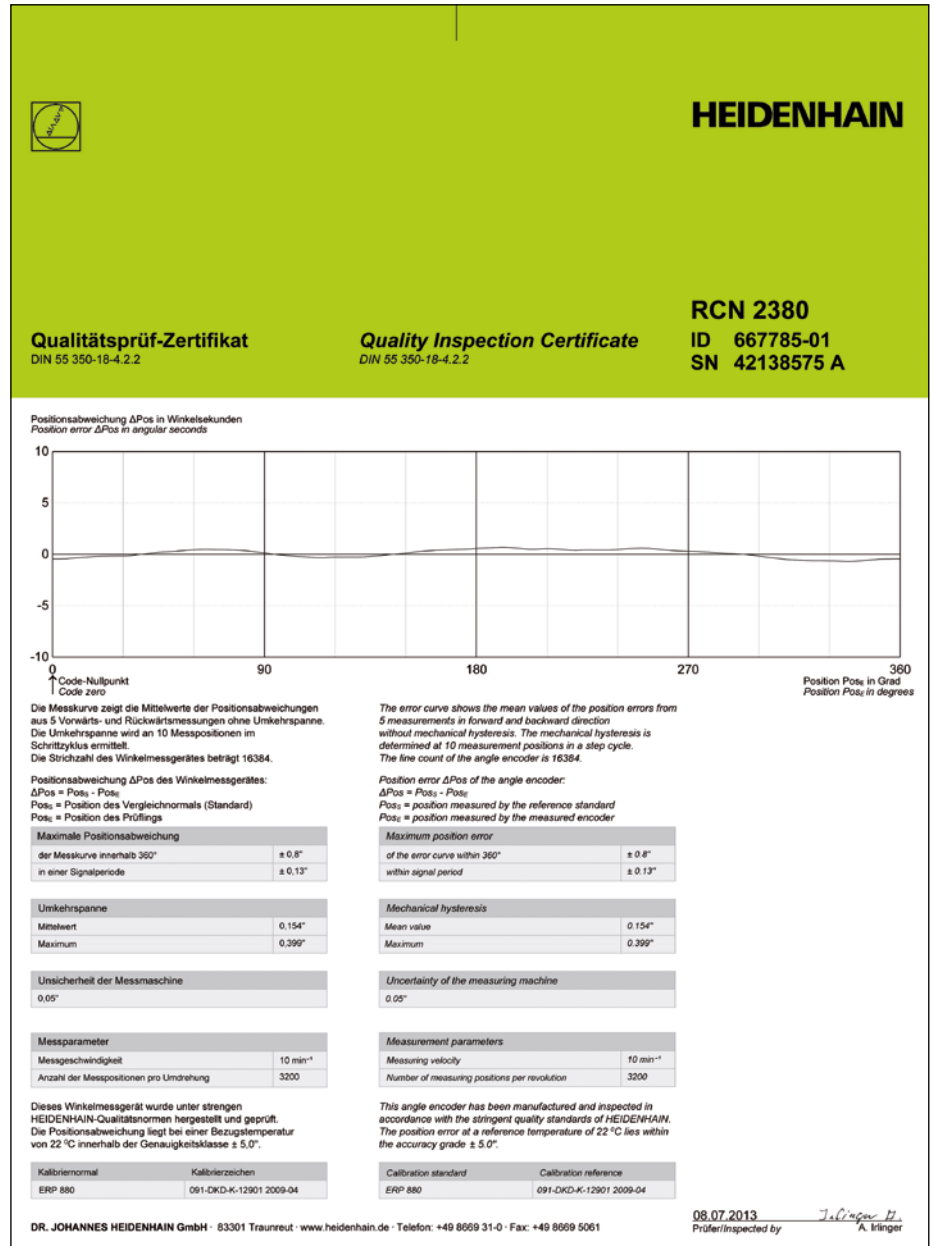 HEIDENHAIN
RCN 2380
Qualitätsprüf-Zertifikat
DIN 55 350-18-4.2.2
Quality Inspection Certificate
DIN 55 350-18-4.2.2
ID 667785-01
SN 42138575 A
Positionsabweichung ΔPos in Winkelsekunden
Position error ΔPos in angular seconds
10
5
0
-5
-10
0
90
180
270
360
Code-Nullpunkt
Code zero
Position PosE in Grad
Position PosE in degrees
Die Messkurve zeigt die Mittelwerte der Positionsabweichungen
aus 5 Vorwärts- und Rückwärtsmessungen ohne Umkehrspanne.
Die Umkehrspanne wird an 10 Messpositionen im
Schrittzyklus ermittelt.
Die Strichzahl des Winkelmessgerätes beträgt 16384.
Positionsabweichung ΔPos des Winkelmessgerätes:
ΔPos = PosS - PosE
PosS = Position des Vergleichnormals (Standard)
PosE = Position des Prüflings
The error curve shows the mean values of the position errors from
5 measurements in forward and backward direction
without mechanical hysteresis. The mechanical hysteresis is
determined at 10 measurement positions in a step cycle.
The line count of the angle encoder is 16384.
Position error ΔPos of the angle encoder:
ΔPos = PosS - PosE
PosS = position measured by the reference standard
PosE = position measured by the measured encoder
Maximale Positionsabweichung
der Messkurve innerhalb 360° ± 0,8"
in einer Signalperiode ± 0,13"
Maximum position error
of the error curve within 360° ± 0.8"
within signal period ± 0.13"
Umkehrspanne
Mittelwert 0,154"
Maximum 0,399"
Mechanical hysteresis
Mean value 0.154"
Maximum 0.399"
Unsicherheit der Messmaschine
0,05"
Uncertainty of the measuring machine
0.05"
Messparameter
Messgeschwindigkeit 10 min⁻¹
Anzahl der Messpositionen pro Umdrehung 3200
Measurement parameters
Measuring velocity 10 min⁻¹
Number of measuring positions per revolution 3200
Dieses Winkelmessgerät wurde unter strengen
HEIDENHAIN-Qualitätsnormen hergestellt und geprüft.
Die Positionsabweichung liegt bei einer Bezugstemperatur
von 22 ºC innerhalb der Genauigkeitsklasse ± 5,0".
This angle encoder has been manufactured and inspected in
accordance with the stringent quality standards of HEIDENHAIN.
The position error at a reference temperature of 22 ºC lies within
the accuracy grade ± 5.0".
Kalibriernormal Kalibrierzeichen
ERP 880 091-DKD-K-12901 2009-04
Calibration standard Calibration reference
ERP 880 091-DKD-K-12901 2009-04
DR. JOHANNES HEIDENHAIN GmbH · 83301 Traunreut · www.heidenhain.de · Telefon: +49 8669 31-0 · Fax: +49 8669 5061
08.07.2013
Prüfer/Inspected by A. Irlinger